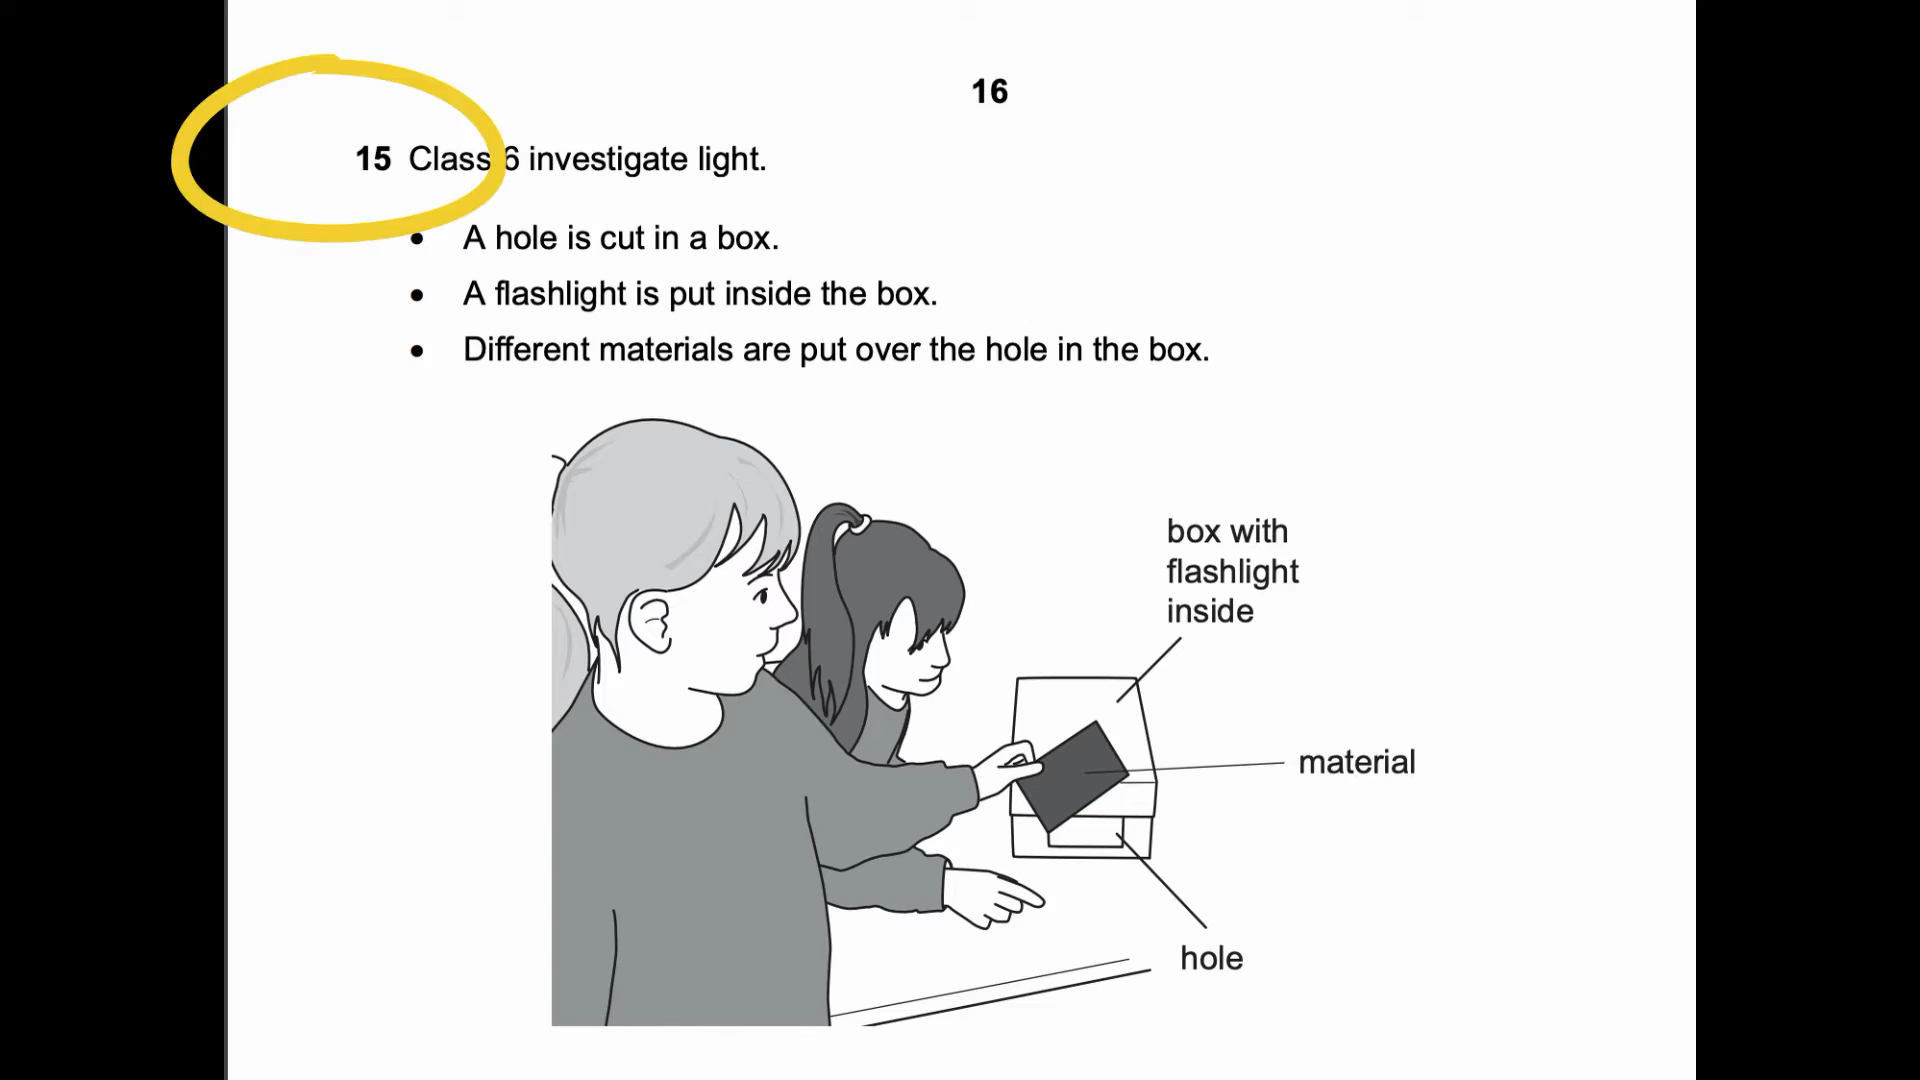 16
15 Class 6 investigate light.
• A hole is cut in a box.
• A flashlight is put inside the box.
• Different materials are put over the hole in the box.
box with
flashlight
inside
material
hole